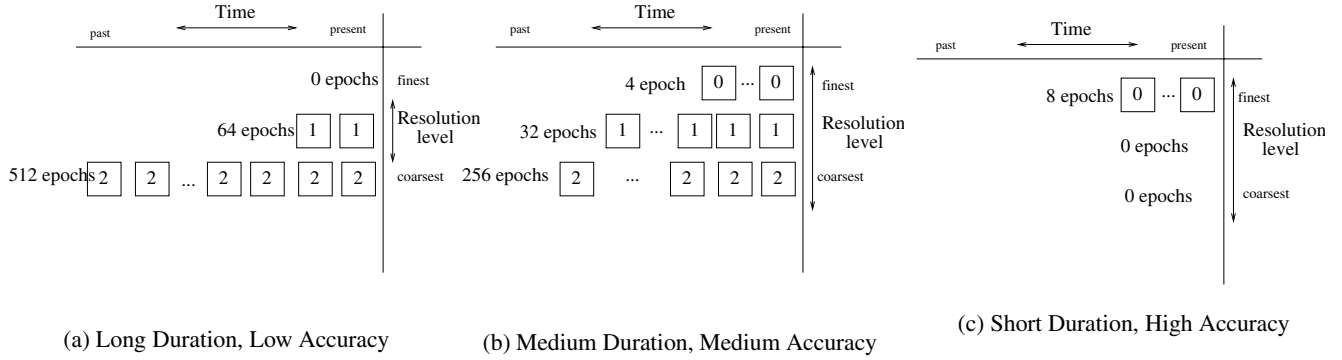 Time
past present
0 epochs finest
64 epochs 1 1 Resolution level
512 epochs 2 2 ... 2 2 2 2 coarsest
(a) Long Duration, Low Accuracy
Time
past present
4 epoch 0 ... 0 finest
32 epochs 1 ... 1 1 1 Resolution level
256 epochs 2 ... 2 2 2 coarsest
(b) Medium Duration, Medium Accuracy
Time
past present
8 epochs 0 ... 0 finest
0 epochs Resolution level
0 epochs coarsest
(c) Short Duration, High Accuracy